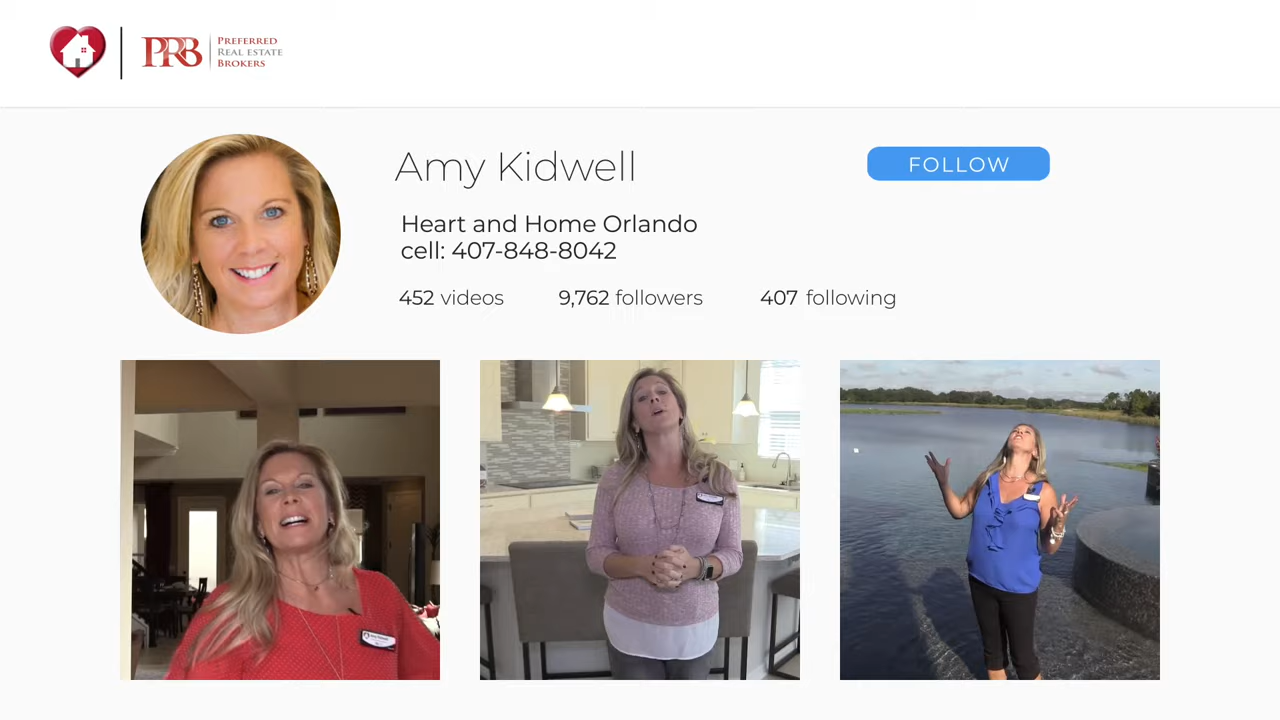 PRB
PREFERRED
REAL ESTATE
BROKERS
Amy Kidwell
FOLLOW
Heart and Home Orlando
cell: 407-848-8042
452 videos 9,762 followers 407 following